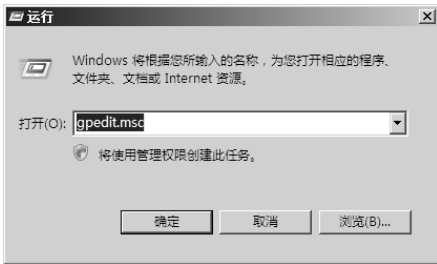 运行
Windows 将根据您所输入的名称，为您打开相应的程序、
文件夹、文档或 Internet 资源。
打开(O): gpedit.msc
将使用管理权限创建此任务。
确定 取消 浏览(B)...